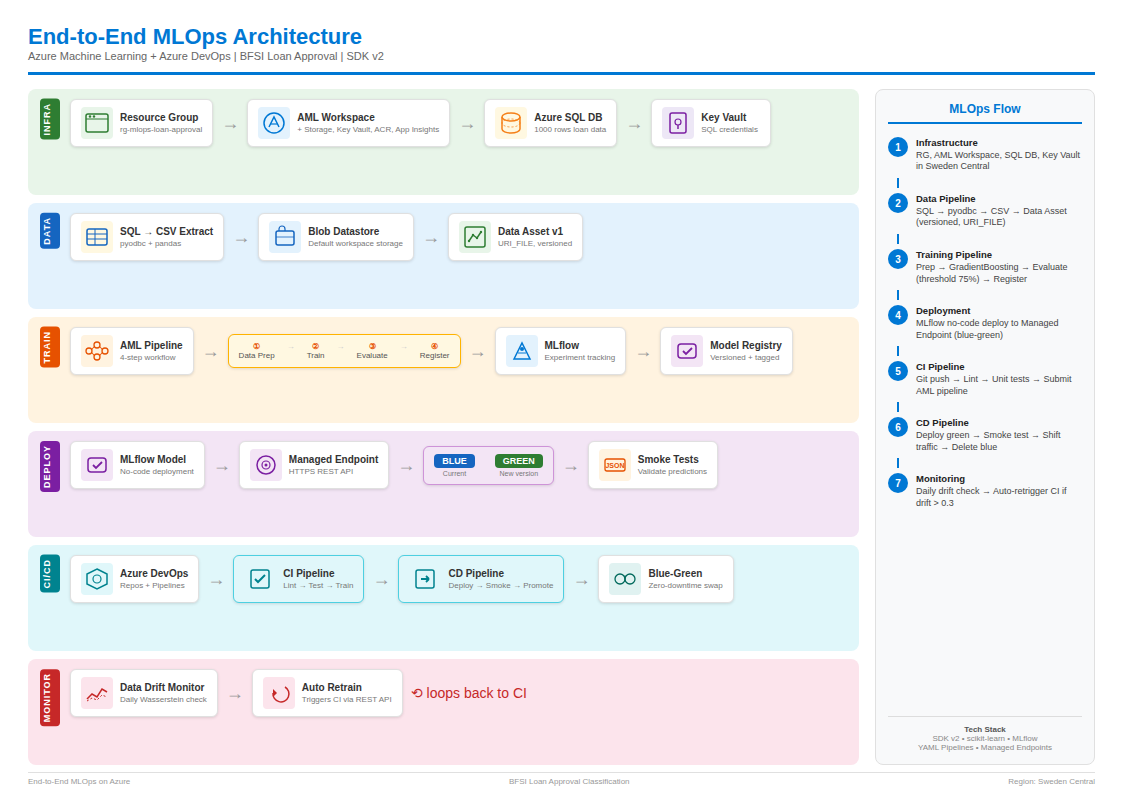 End-to-End MLOps Architecture
Azure Machine Learning + Azure DevOps | BFSI Loan Approval | SDK v2
INFRA
Resource Group
rg-mlops-loan-approval
→
AML Workspace
+ Storage, Key Vault, ACR, App Insights
→
Azure SQL DB
1000 rows loan data
→
Key Vault
SQL credentials
DATA
SQL → CSV Extract
pyodbc + pandas
→
Blob Datastore
Default workspace storage
→
Data Asset v1
URI_FILE, versioned
TRAIN
AML Pipeline
4-step workflow
→
①
Data Prep
→
②
Train
→
③
Evaluate
→
④
Register
→
MLflow
Experiment tracking
→
Model Registry
Versioned + tagged
DEPLOY
MLflow Model
No-code deployment
→
Managed Endpoint
HTTPS REST API
→
BLUE
Current
GREEN
New version
→
JSON
Smoke Tests
Validate predictions
CI/CD
Azure DevOps
Repos + Pipelines
→
CI Pipeline
Lint → Test → Train
→
CD Pipeline
Deploy → Smoke → Promote
→
Blue-Green
Zero-downtime swap
MONITOR
Data Drift Monitor
Daily Wasserstein check
→
Auto Retrain
Triggers CI via REST API
⟲ loops back to CI
MLOps Flow
1
Infrastructure
RG, AML Workspace, SQL DB, Key Vault
in Sweden Central
2
Data Pipeline
SQL → pyodbc → CSV → Data Asset
(versioned, URI_FILE)
3
Training Pipeline
Prep → GradientBoosting → Evaluate
(threshold 75%) → Register
4
Deployment
MLflow no-code deploy to Managed
Endpoint (blue-green)
5
CI Pipeline
Git push → Lint → Unit tests → Submit
AML pipeline
6
CD Pipeline
Deploy green → Smoke test → Shift
traffic → Delete blue
7
Monitoring
Daily drift check → Auto-retrigger CI if
drift > 0.3
Tech Stack
SDK v2 • scikit-learn • MLflow
YAML Pipelines • Managed Endpoints
End-to-End MLOps on Azure
BFSI Loan Approval Classification
Region: Sweden Central